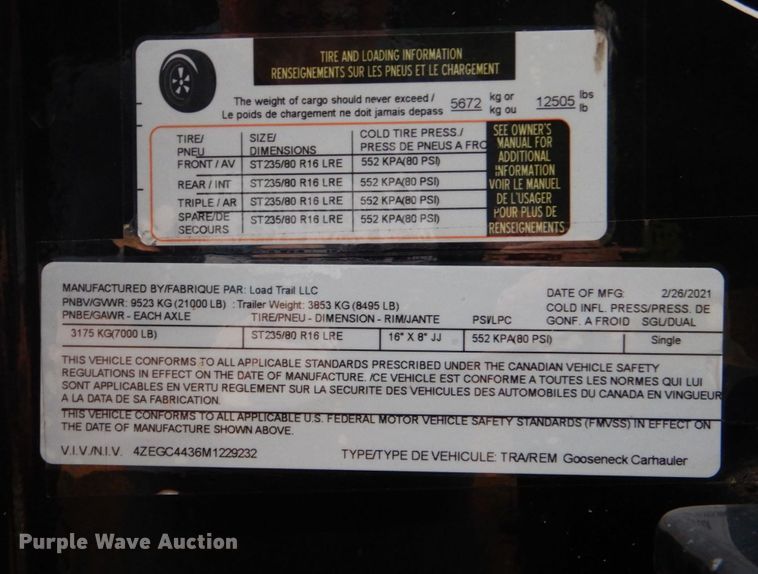 TIRE AND LOADING INFORMATION
RENSEIGNEMENTS SUR LES PNEUS ET LE CHARGEMENT
The weight of cargo should never exceed / 5672 kg or 12505 lbs
Le poids de chargement ne doit jamais depass kg ou lb
TIRE/ SIZE/ COLD TIRE PRESS./
PNEU DIMENSIONS PRESS DE PNEUS A FRO
FRONT / AV ST235/80 R16 LRE 552 KPA(80 PSI)
REAR / INT ST235/80 R16 LRE 552 KPA(80 PSI)
TRIPLE / AR ST235/80 R16 LRE 552 KPA(80 PSI)
SPARE/DE SECOURS ST235/80 R16 LRE 552 KPA(80 PSI)
SEE OWNER'S
MANUAL FOR
ADDITIONAL
INFORMATION
VOIR LE MANUEL
DE L'USAGER
POUR PLUS DE
RENSEIGNEMENTS
MANUFACTURED BY/FABRIQUE PAR: Load Trail LLC DATE OF MFG: 2/26/2021
PNBV/GVWR: 9523 KG (21000 LB) : Trailer Weight: 3853 KG (8495 LB) COLD INFL. PRESS/PRESS. DE
PNBE/GAWR - EACH AXLE TIRE/PNEU - DIMENSION - RIM/JANTE PSI/LPC GONF. A FROID SGL/DUAL
3175 KG(7000 LB) ST235/80 R16 LRE 16" X 8" JJ 552 KPA(80 PSI) Single
THIS VEHICLE CONFORMS TO ALL APPLICABLE STANDARDS PRESCRIBED UNDER THE CANADIAN VEHICLE SAFETY
REGULATIONS IN EFFECT ON THE DATE OF MANUFACTURE. /CE VEHICLE EST CONFORME A TOUTES LES NORMES QUI LUI
SONT APPLICABLES EN VERTU REGLEMENT SUR LA SECURITE DES VEHICULES DES AUTOMOBILES DU CANADA EN VINGUEUR
A LA DATA DE SA FABRICATION.
THIS VEHICLE CONFORMS TO ALL APPLICABLE U.S. FEDERAL MOTOR VEHICLE SAFETY STANDARDS (FMVSS) IN EFFECT ON
THE DATE OF MANUFACTURE SHOWN ABOVE.
V.I.V./N.I.V. 4ZEGC4436M1229232 TYPE/TYPE DE VEHICULE: TRA/REM Gooseneck Carhauler
Purple Wave Auction